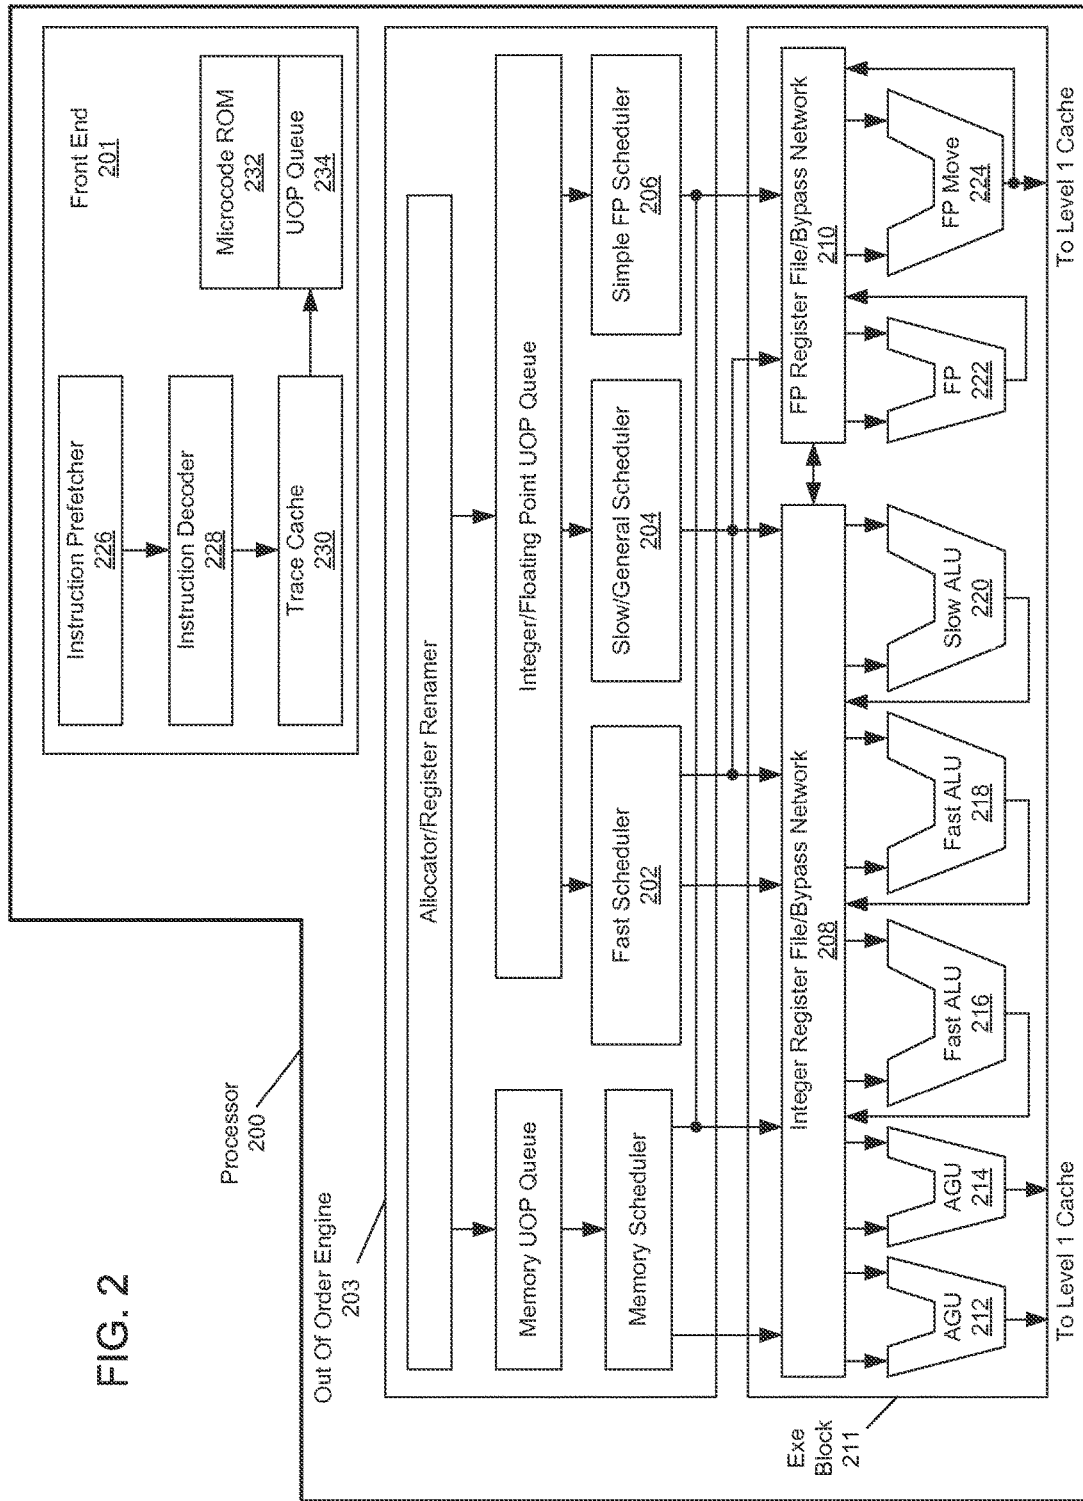 FIG. 2
Processor
200
Front End
201
Instruction Prefetcher
226
Instruction Decoder
228
Trace Cache
230
Microcode ROM
232
UOP Queue
234
Out Of Order Engine
203
Allocator/Register Renamer
Memory UOP Queue
Integer/Floating Point UOP Queue
Memory Scheduler
Fast Scheduler
202
Slow/General Scheduler
204
Simple FP Scheduler
206
Exe
Block
211
Integer Register File/Bypass Network
208
FP Register File/Bypass Network
210
AGU
212
AGU
214
Fast ALU
216
Fast ALU
218
Slow ALU
220
FP
222
FP Move
224
To Level 1 Cache
To Level 1 Cache